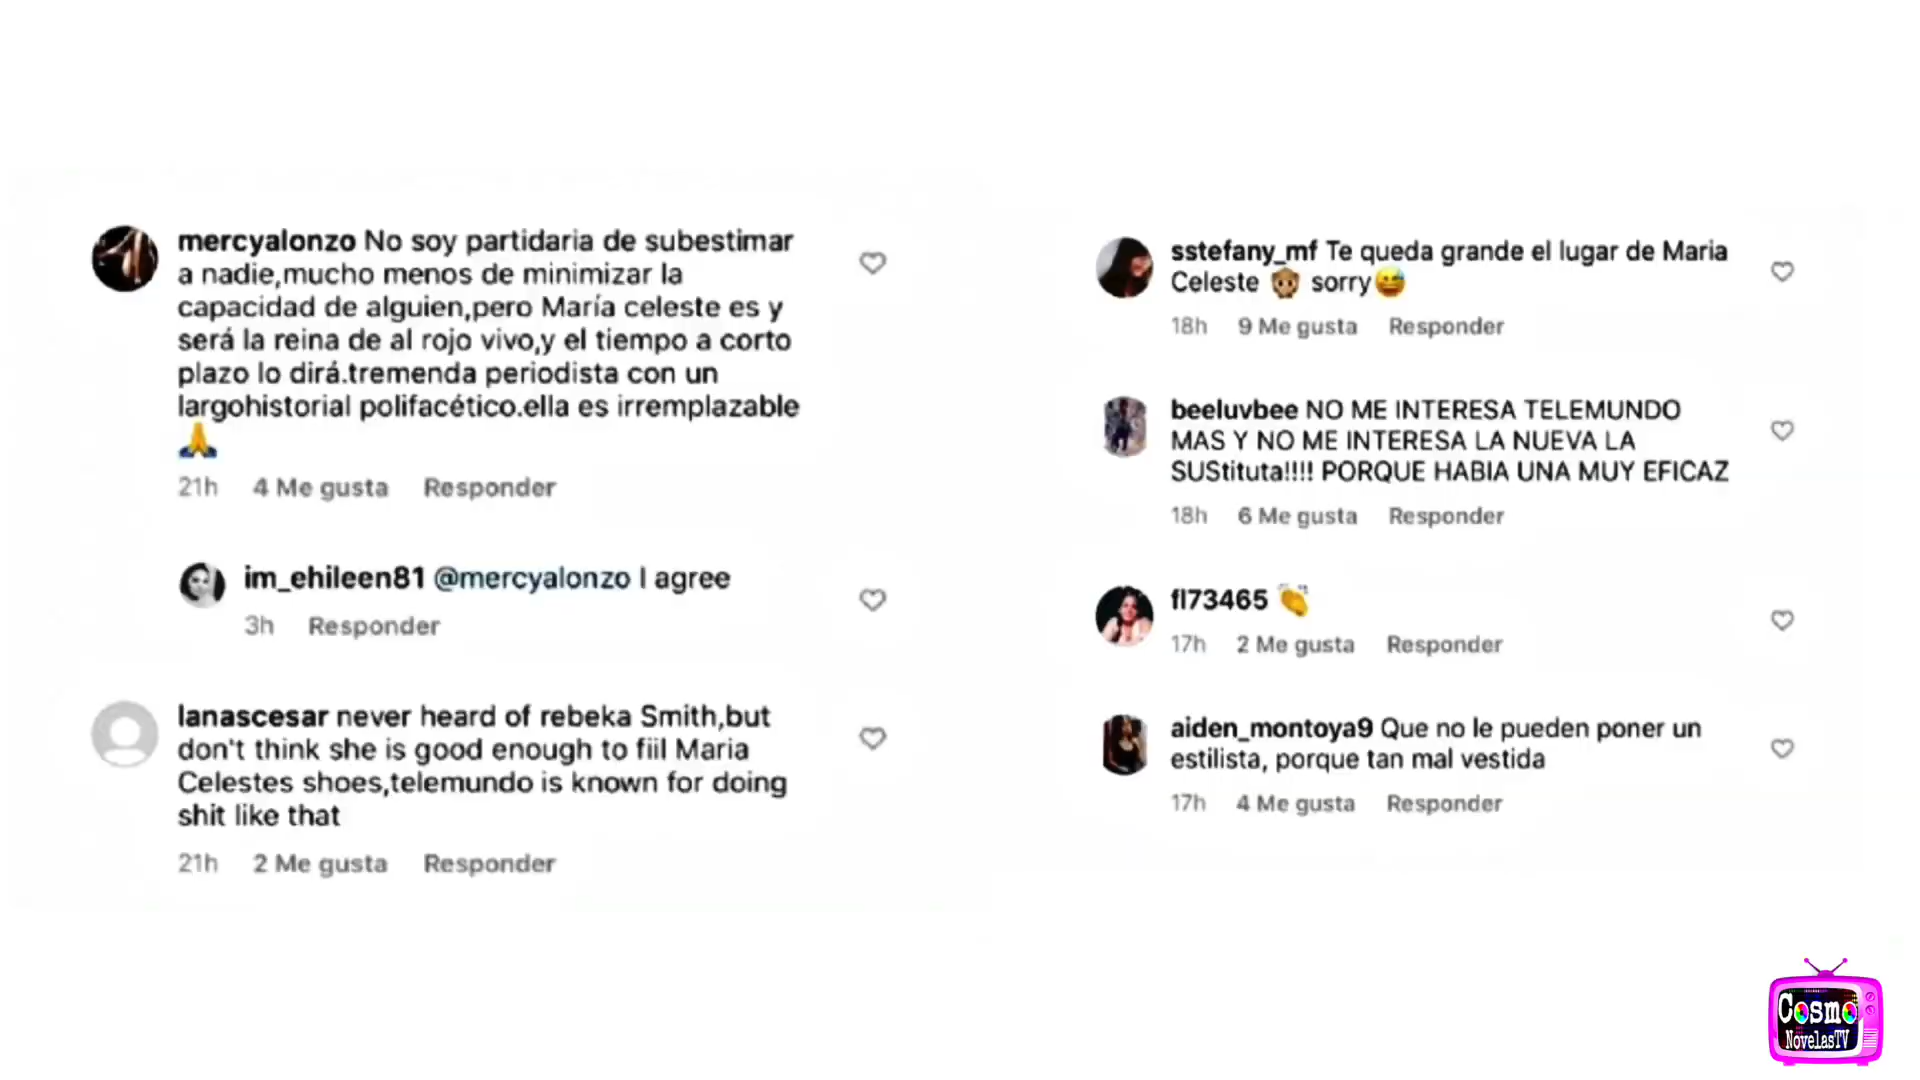 mercyalonzo No soy partidaria de subestimar
a nadie,mucho menos de minimizar la
capacidad de alguien,pero María celeste es y
será la reina de al rojo vivo,y el tiempo a corto
plazo lo dirá.tremenda periodista con un
largohistorial polifacético.ella es irremplazable
🙏
21h 4 Me gusta Responder
im_ehileen81 @mercyalonzo I agree
3h Responder
lanascesar never heard of rebeka Smith,but
don't think she is good enough to fiil Maria
Celestes shoes,telemundo is known for doing
shit like that
21h 2 Me gusta Responder
sstefany_mf Te queda grande el lugar de Maria
Celeste 🙊 sorry😅
18h 9 Me gusta Responder
beeluvbee NO ME INTERESA TELEMUNDO
MAS Y NO ME INTERESA LA NUEVA LA
SUStituta!!!! PORQUE HABIA UNA MUY EFICAZ
18h 6 Me gusta Responder
fl73465 👏
17h 2 Me gusta Responder
aiden_montoya9 Que no le pueden poner un
estilista, porque tan mal vestida
17h 4 Me gusta Responder
Cosmo
NovelasTV